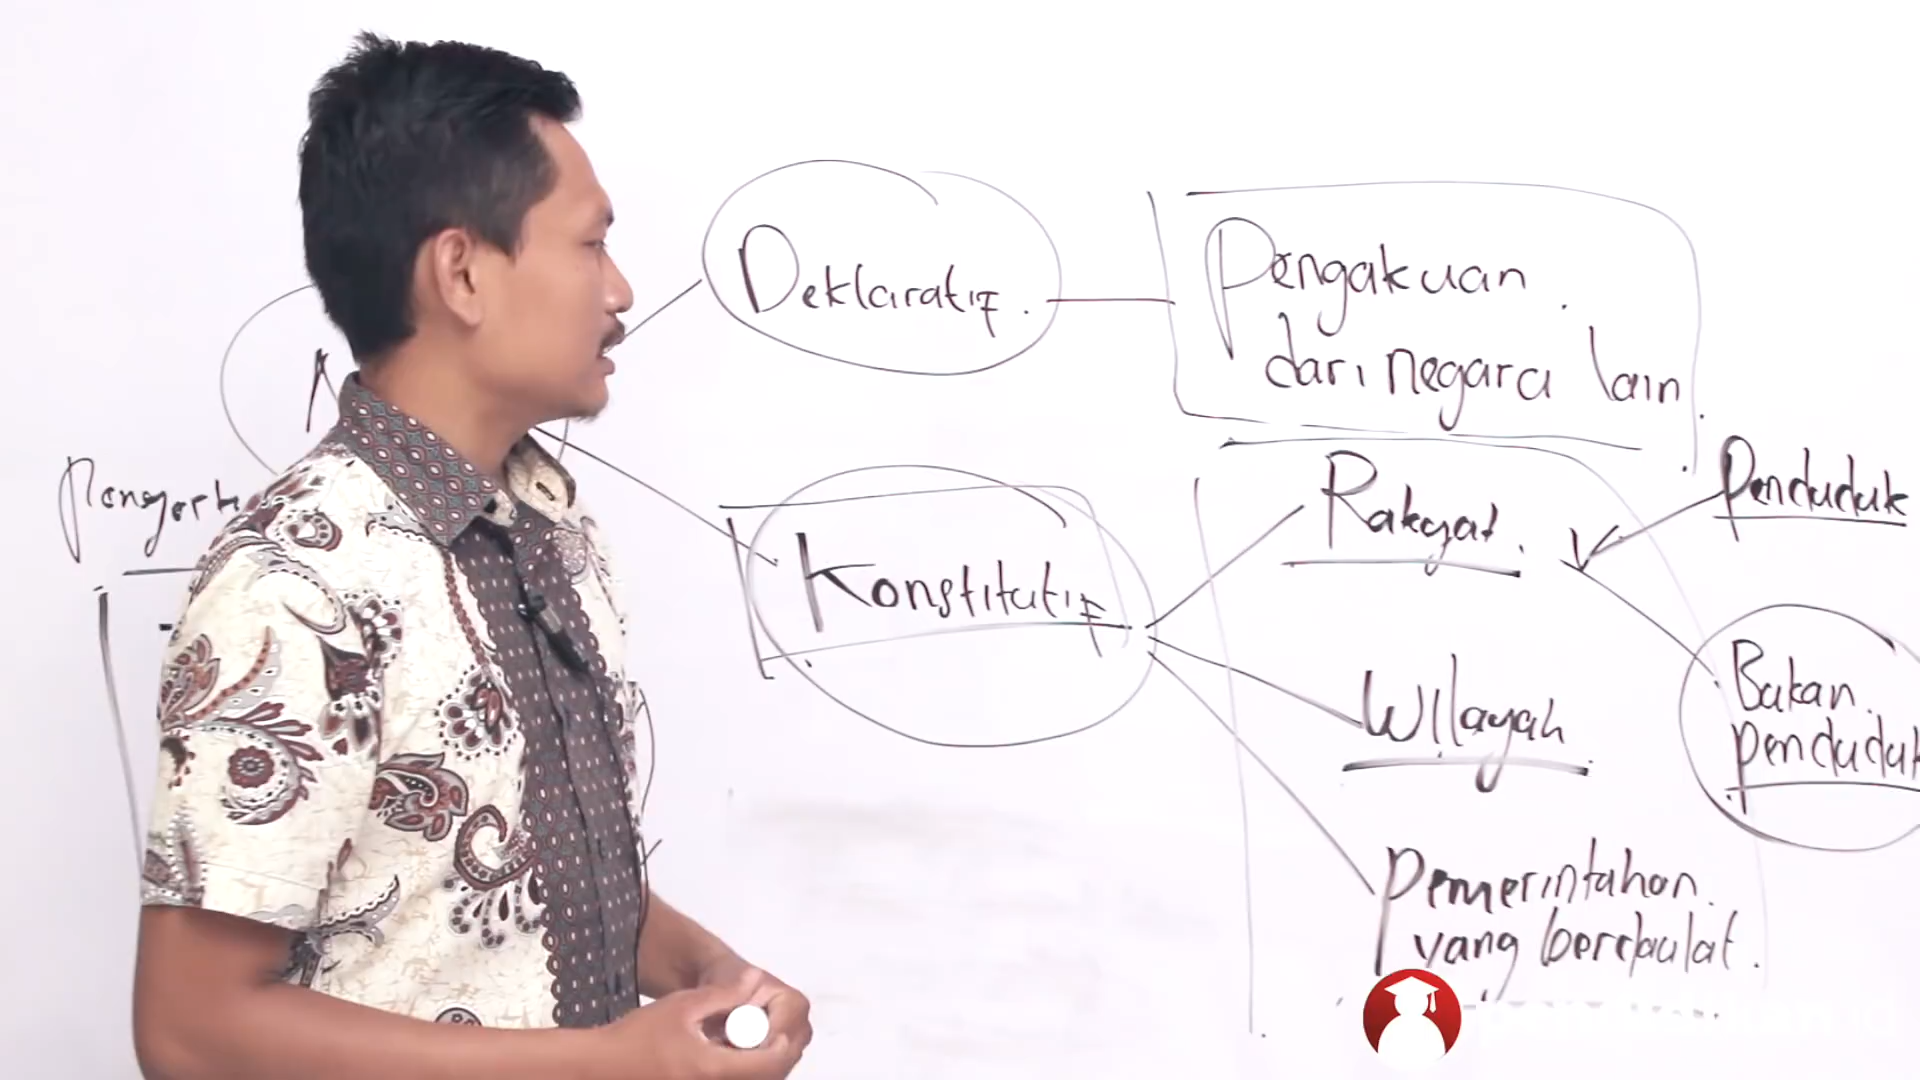 Deklaratif.
Pengakuan
dari negara lain.
Konstitutif
Rakyat.
Penduduk
Bukan
penduduk
Wilayah
Pemerintahan
yang berdaulat.